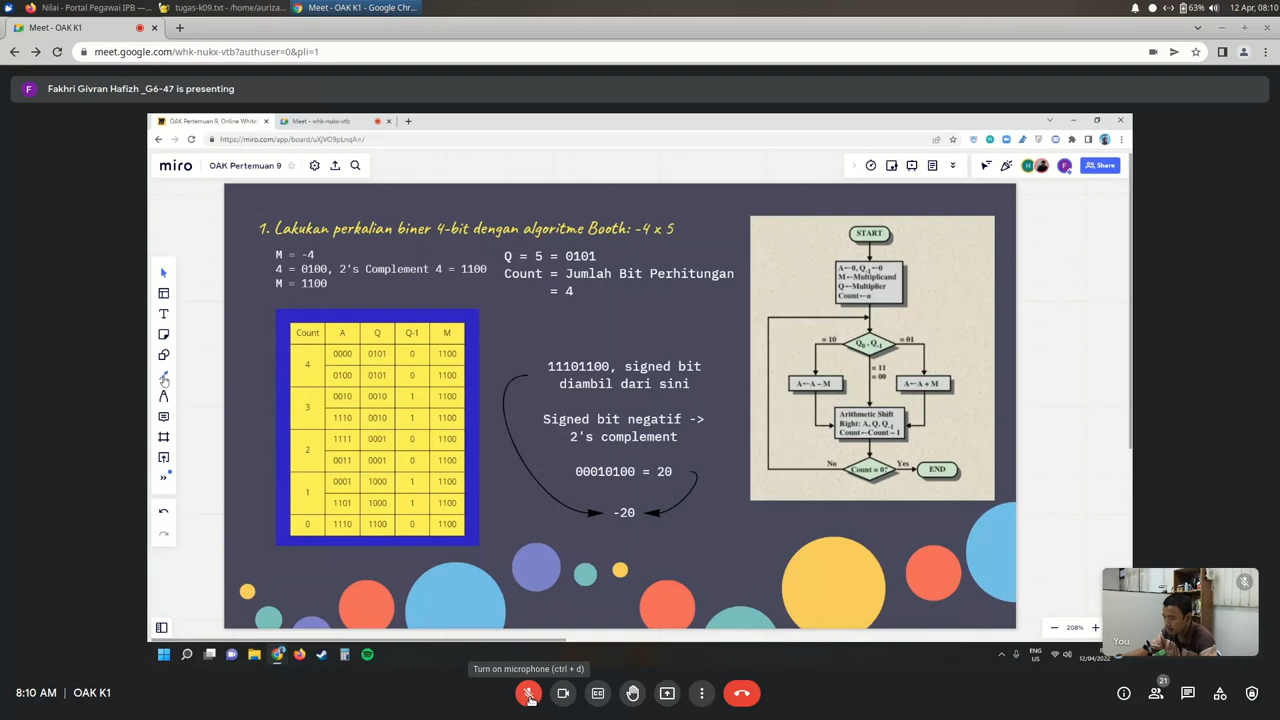 Nilai - Portal Pegawai IPB —...
tugas-k09.txt - /home/auriza...
Meet - OAK K1 - Google Chr...
63%
12 Apr, 08:10
Meet - OAK K1
meet.google.com/whk-nukx-vtb?authuser=0&pli=1
F
Fakhri Givran Hafizh _G6-47 is presenting
OAK Pertemuan 9, Online White
Meet - whk-nukx-vtb
https://miro.com/app/board/uXjVO9pLnqA=/
miro
OAK Pertemuan 9
H
F
Share
1. Lakukan perkalian biner 4-bit dengan algoritme Booth: -4 x 5
M = -4
4 = 0100, 2's Complement 4 = 1100
M = 1100
Q = 5 = 0101
Count = Jumlah Bit Perhitungan
= 4
Count A Q Q-1 M
4 0000 0101 0 1100
0100 0101 0 1100
3 0010 0010 1 1100
1110 0010 1 1100
2 1111 0001 0 1100
0011 0001 0 1100
1 0001 1000 1 1100
1101 1000 1 1100
0 1110 1100 0 1100
11101100, signed bit
diambil dari sini
Signed bit negatif ->
2's complement
00010100 = 20
-20
START
A←0, Q-1←0
M←Multiplicand
Q←Multiplier
Count←n
Q0, Q-1
= 10
= 01
= 11
= 00
A←A − M
A←A + M
Arithmetic Shift
Right: A, Q, Q-1
Count←Count − 1
No
Count = 0?
Yes
END
208%
ENG
US
12/04/2022
You
Turn on microphone (ctrl + d)
8:10 AM
OAK K1
21